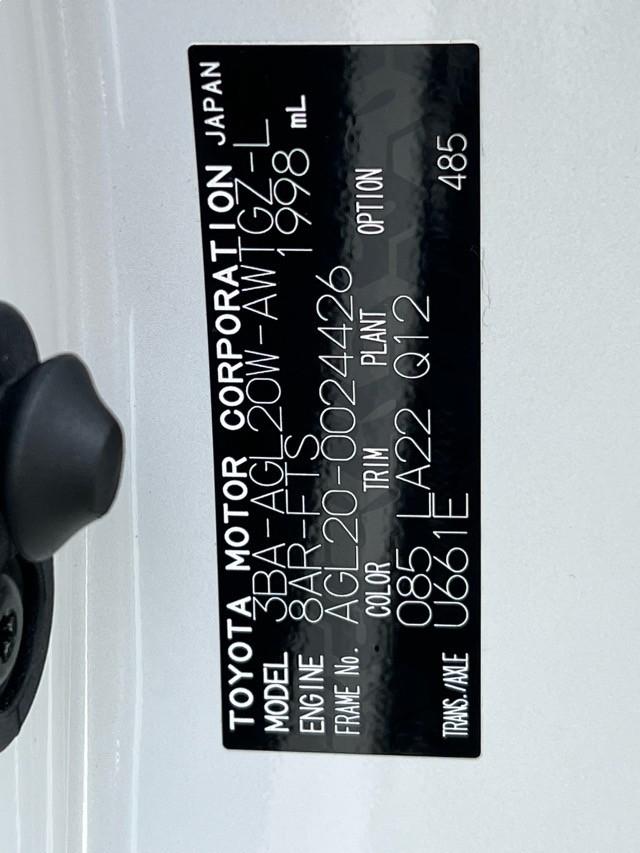 TOYOTA MOTOR CORPORATION JAPAN
MODEL 3BA-AGL20W-AWTGZ-L
ENGINE 8AR-FTS 1998 mL
FRAME No. AGL20-0024426
COLOR TRIM PLANT OPTION
085 LA22 Q12
TRANS./AXLE U661E 485